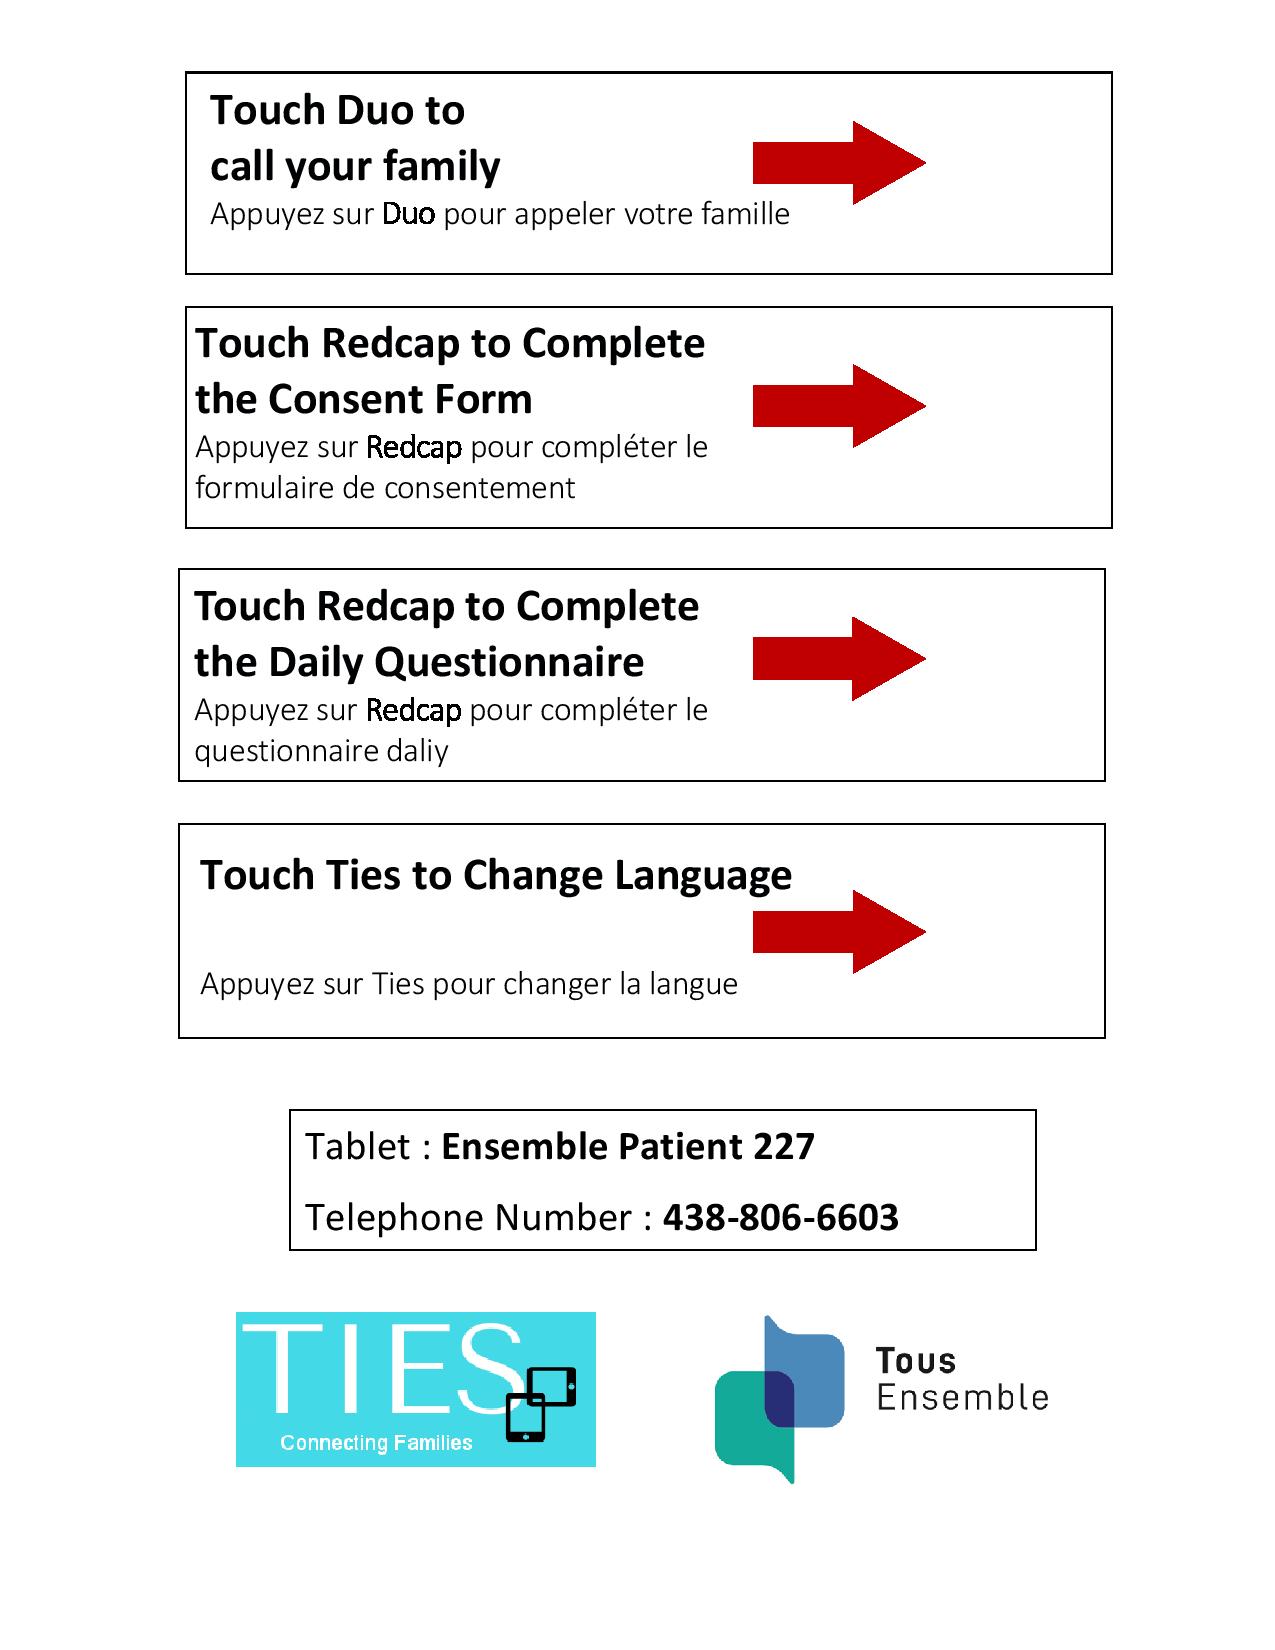 Touch Duo to
call your family
Appuyez sur Duo pour appeler votre famille
Touch Redcap to Complete
the Consent Form
Appuyez sur Redcap pour compléter le
formulaire de consentement
Touch Redcap to Complete
the Daily Questionnaire
Appuyez sur Redcap pour compléter le
questionnaire daliy
Touch Ties to Change Language
Appuyez sur Ties pour changer la langue
Tablet : Ensemble Patient 227
Telephone Number : 438-806-6603
TIES
Connecting Families
Tous
Ensemble